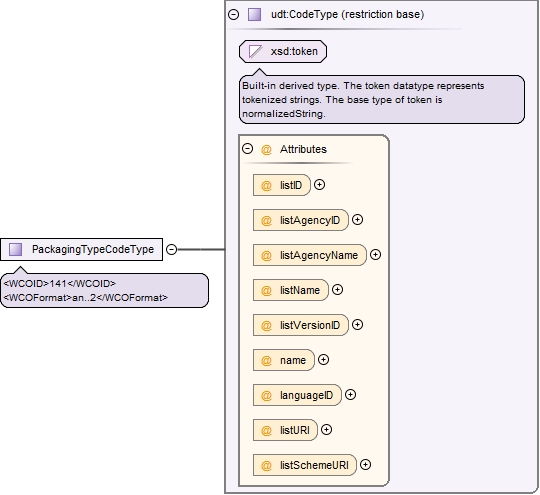 udt:CodeType (restriction base)
xsd:token
Built-in derived type. The token datatype represents
tokenized strings. The base type of token is
normalizedString.
@ Attributes
@ listID
@ listAgencyID
@ listAgencyName
@ listName
@ listVersionID
@ name
@ languageID
@ listURI
@ listSchemeURI
PackagingTypeCodeType
<WCOID>141</WCOID>
<WCOFormat>an..2</WCOFormat>